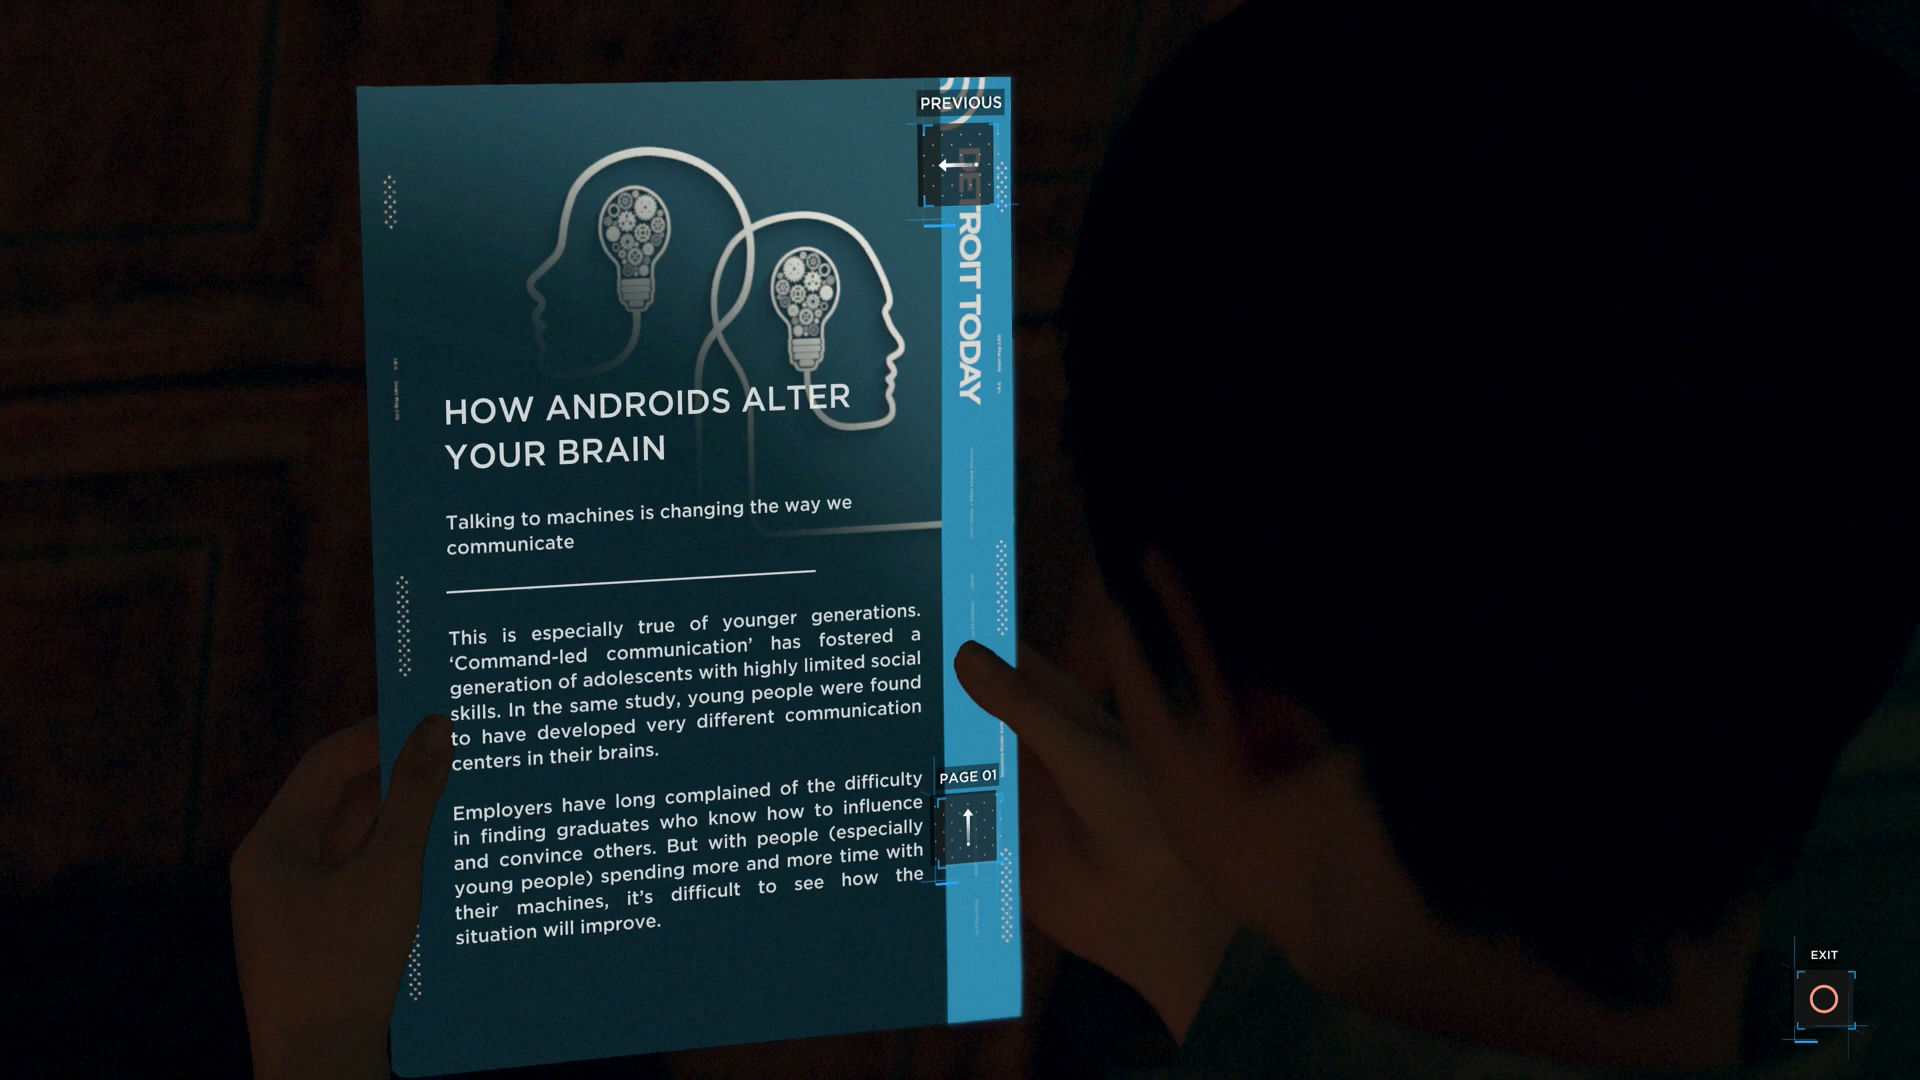 PREVIOUS
DETROIT TODAY
HOW ANDROIDS ALTER
YOUR BRAIN
Talking to machines is changing the way we
communicate
This is especially true of younger generations.
‘Command-led communication’ has fostered a
generation of adolescents with highly limited social
skills. In the same study, young people were found
to have developed very different communication
centers in their brains.
Employers have long complained of the difficulty
in finding graduates who know how to influence
and convince others. But with people (especially
young people) spending more and more time with
their machines, it’s difficult to see how the
situation will improve.
PAGE 01
EXIT